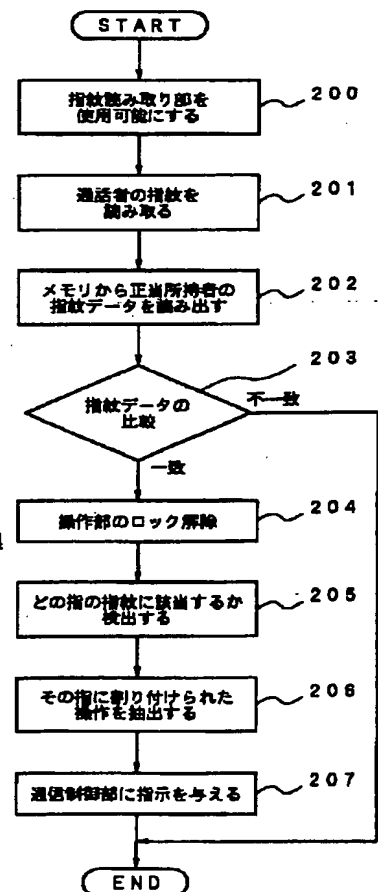 START
指紋読み取り部を
使用可能にする
200
通話者の指紋を
読み取る
201
メモリから正当所持者の
指紋データを読み出す
202
203
指紋データの
比較
不一致
一致
操作部のロック解除
204
どの指の指紋に該当するか
検出する
205
その指に割り付けられた
操作を抽出する
206
通信制御部に指示を与える
207
END